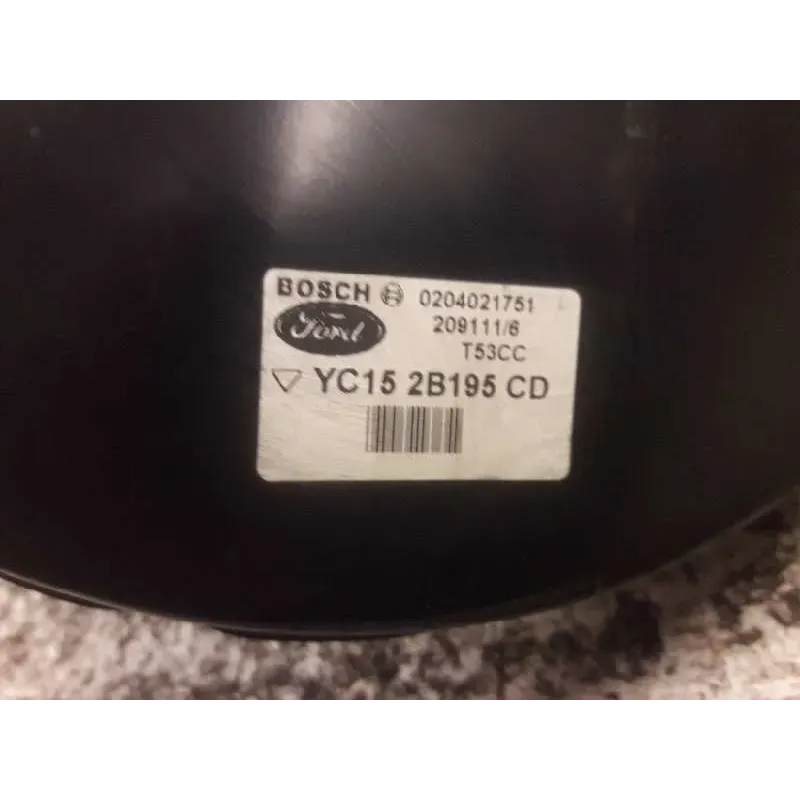 BOSCH 0204021751
Ford 209111/6
T53CC
YC15 2B195 CD